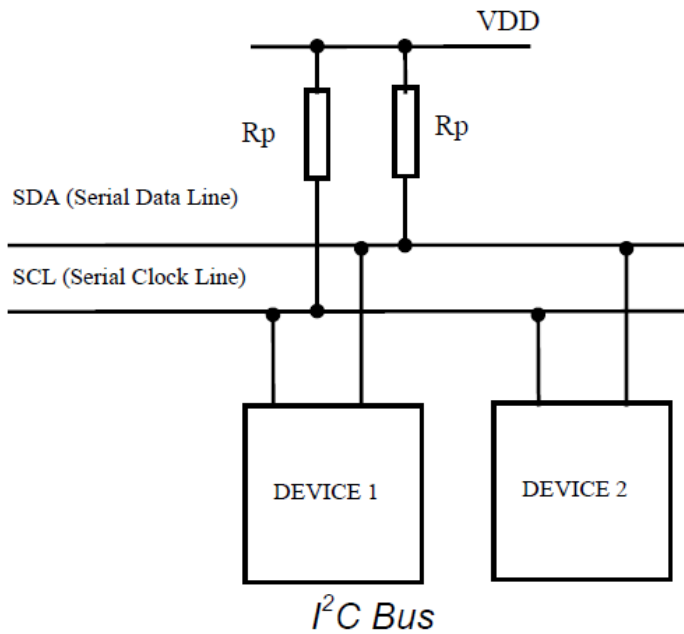 VDD
Rp
Rp
SDA (Serial Data Line)
SCL (Serial Clock Line)
DEVICE 1
DEVICE 2
I²C Bus